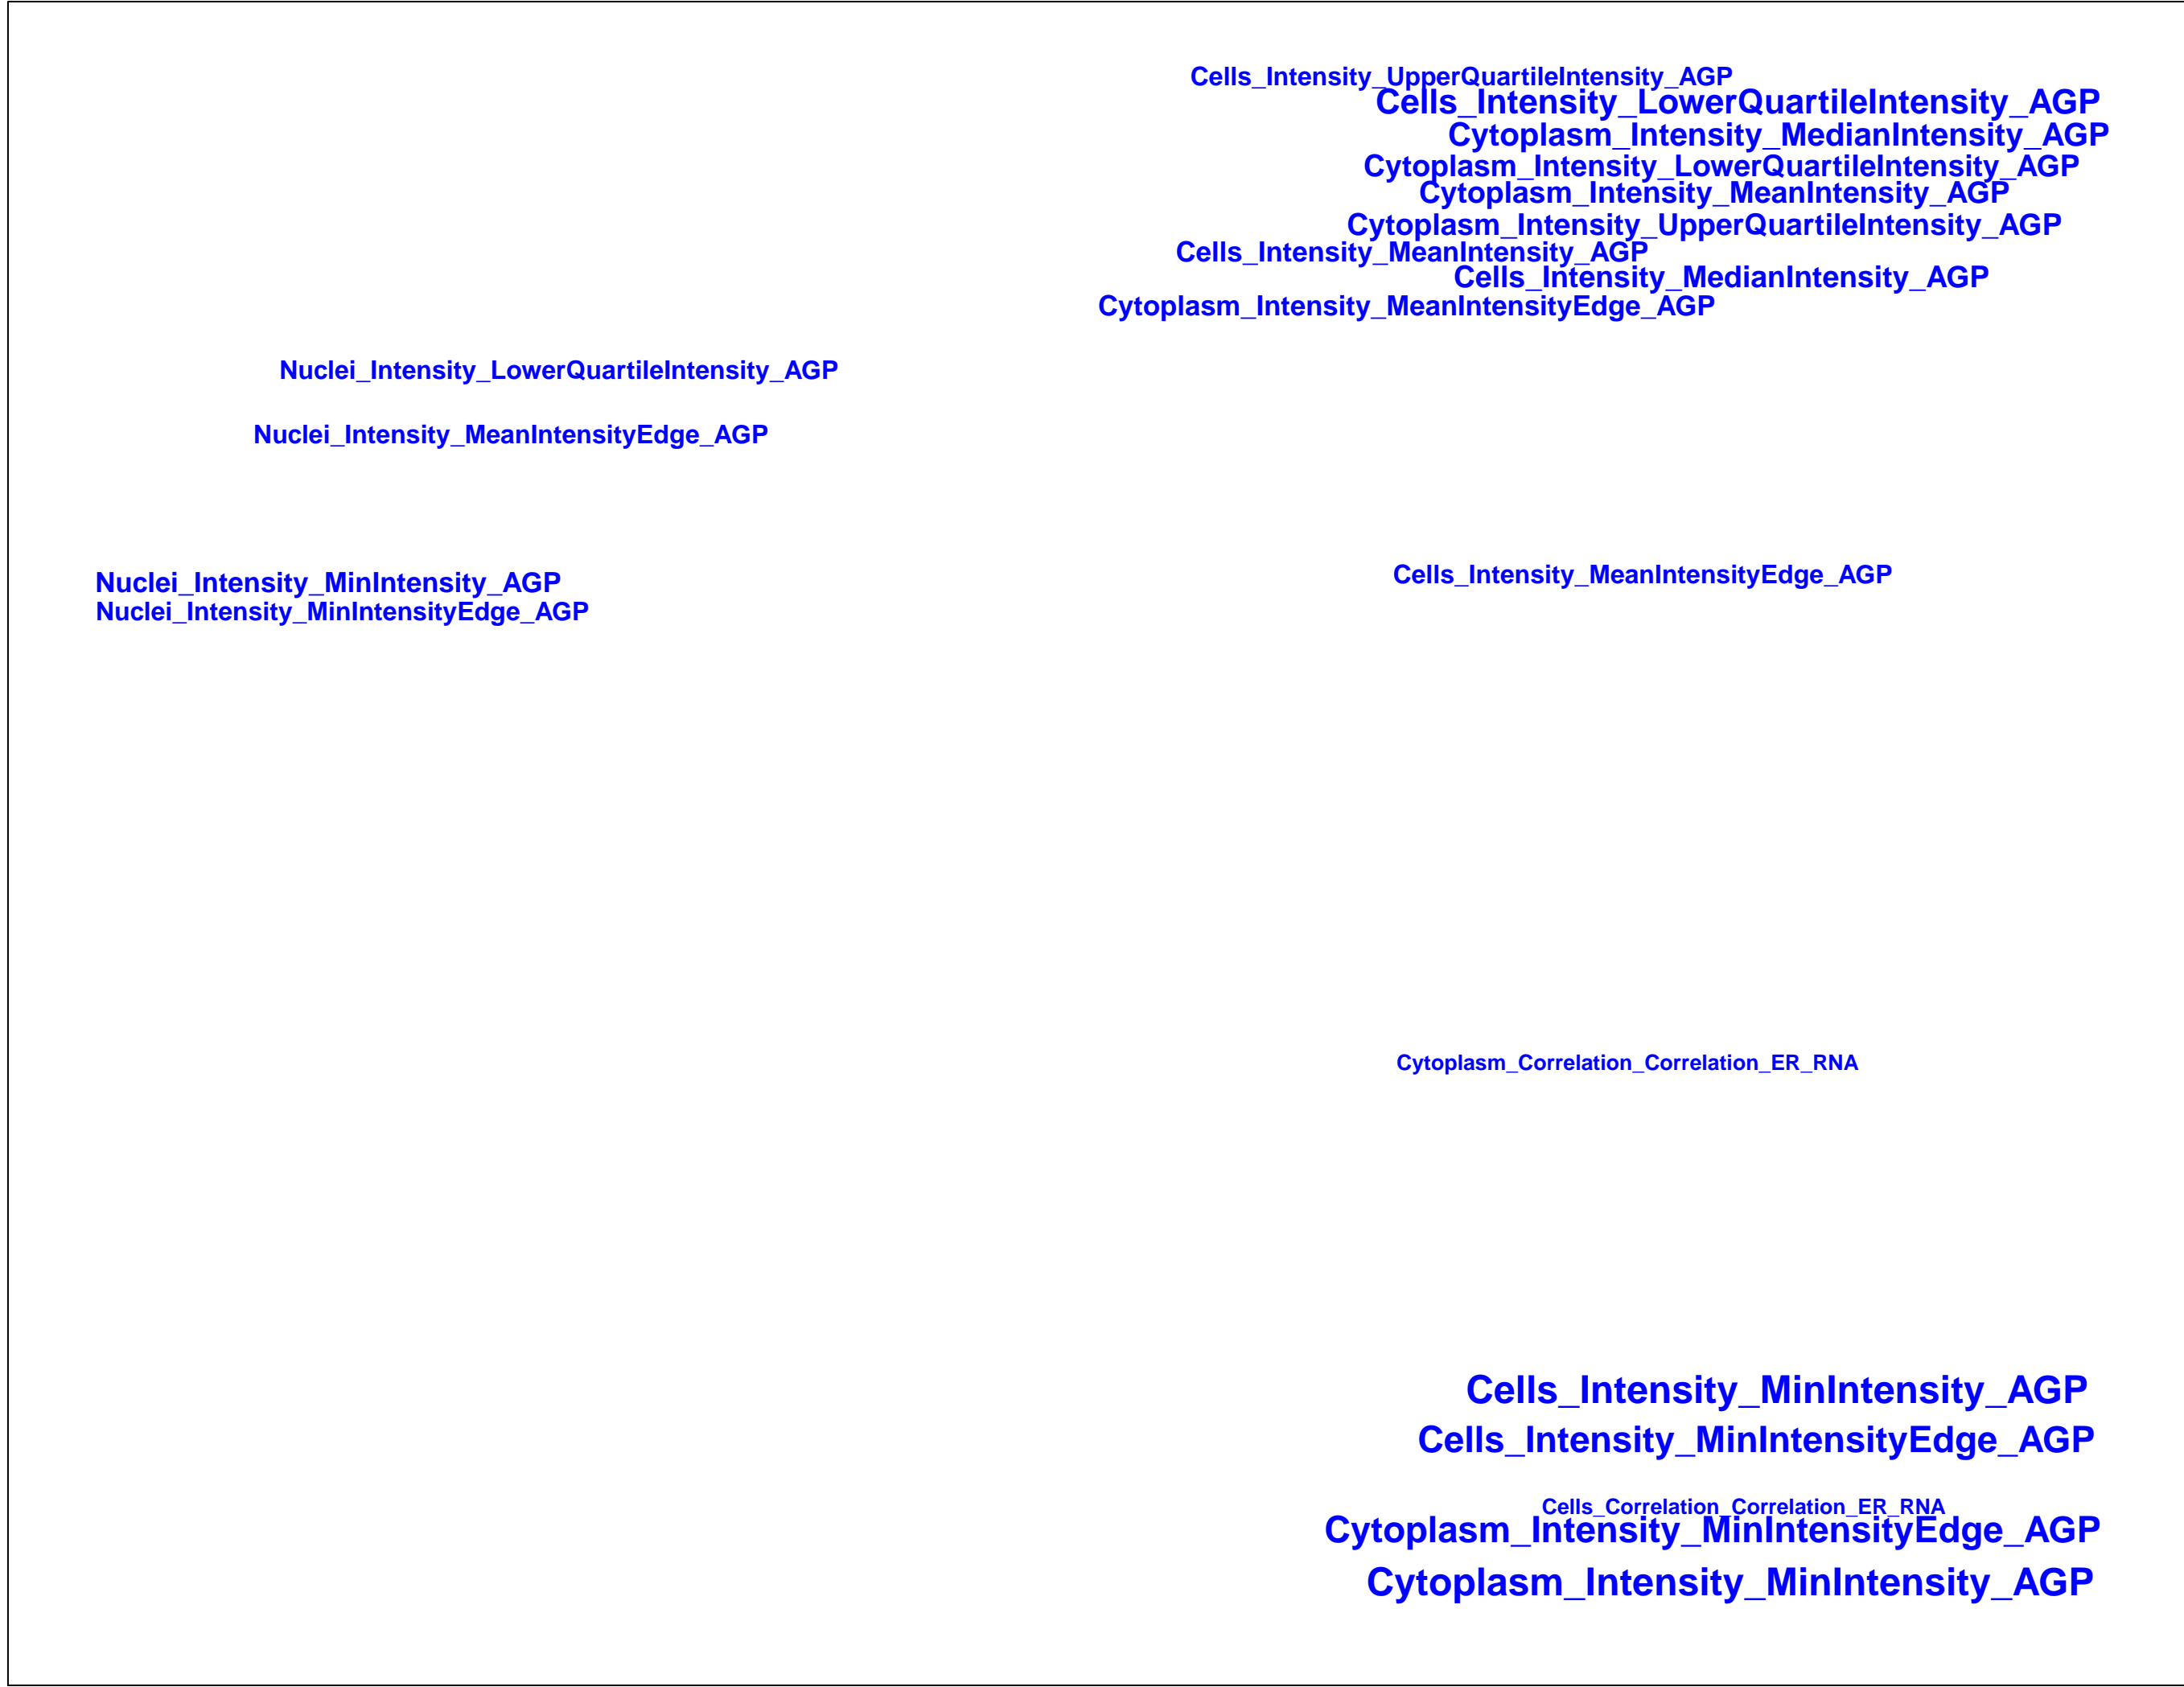 Cells_Intensity_UpperQuartileIntensity_AGP
Cells_Intensity_LowerQuartileIntensity_AGP
Cytoplasm_Intensity_MedianIntensity_AGP
Cytoplasm_Intensity_LowerQuartileIntensity_AGP
Cytoplasm_Intensity_MeanIntensity_AGP
Cytoplasm_Intensity_UpperQuartileIntensity_AGP
Cells_Intensity_MeanIntensity_AGP
Cells_Intensity_MedianIntensity_AGP
Cytoplasm_Intensity_MeanIntensityEdge_AGP
Nuclei_Intensity_LowerQuartileIntensity_AGP
Nuclei_Intensity_MeanIntensityEdge_AGP
Cells_Intensity_MeanIntensityEdge_AGP
Nuclei_Intensity_MinIntensity_AGP
Nuclei_Intensity_MinIntensityEdge_AGP
Cytoplasm_Correlation_Correlation_ER_RNA
Cells_Intensity_MinIntensity_AGP
Cells_Intensity_MinIntensityEdge_AGP
Cells_Correlation_Correlation_ER_RNA
Cytoplasm_Intensity_MinIntensityEdge_AGP
Cytoplasm_Intensity_MinIntensity_AGP